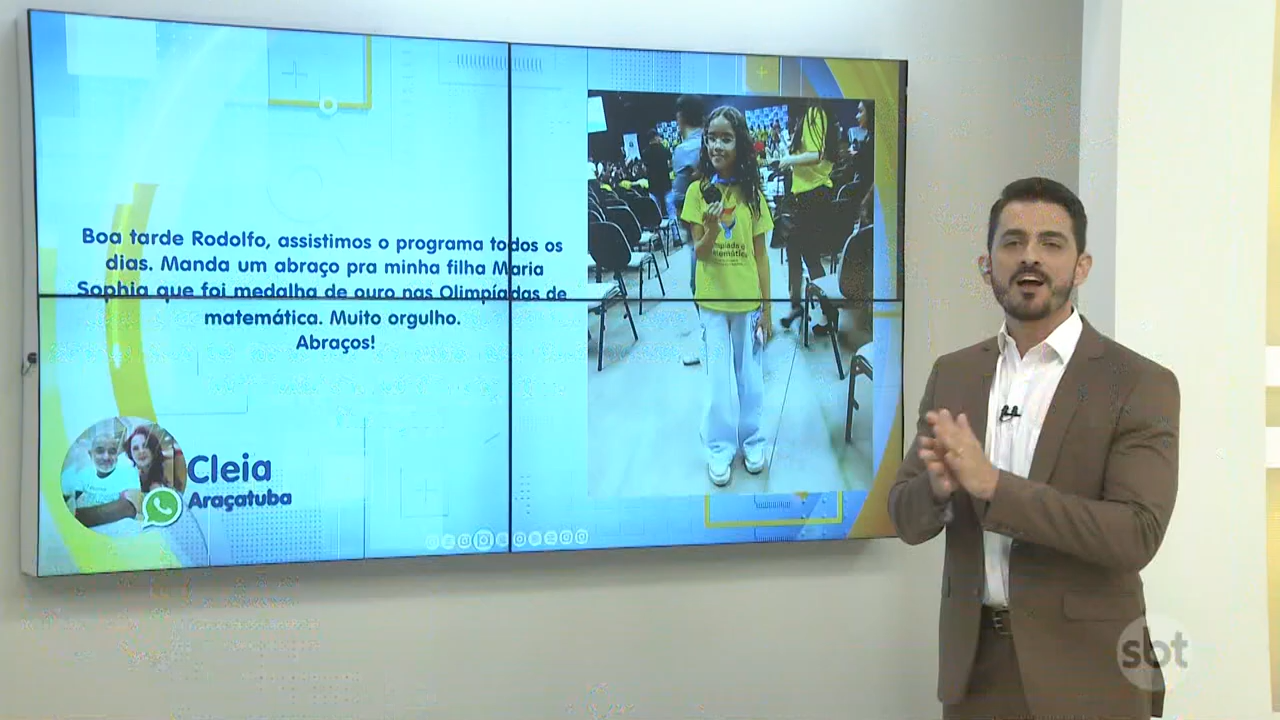 Boa tarde Rodolfo, assistimos o programa todos os
dias. Manda um abraço pra minha filha Maria
Sophia que foi medalha de ouro nas Olimpíadas de
matemática. Muito orgulho.
Abraços!
Cleia
Araçatuba
sbt